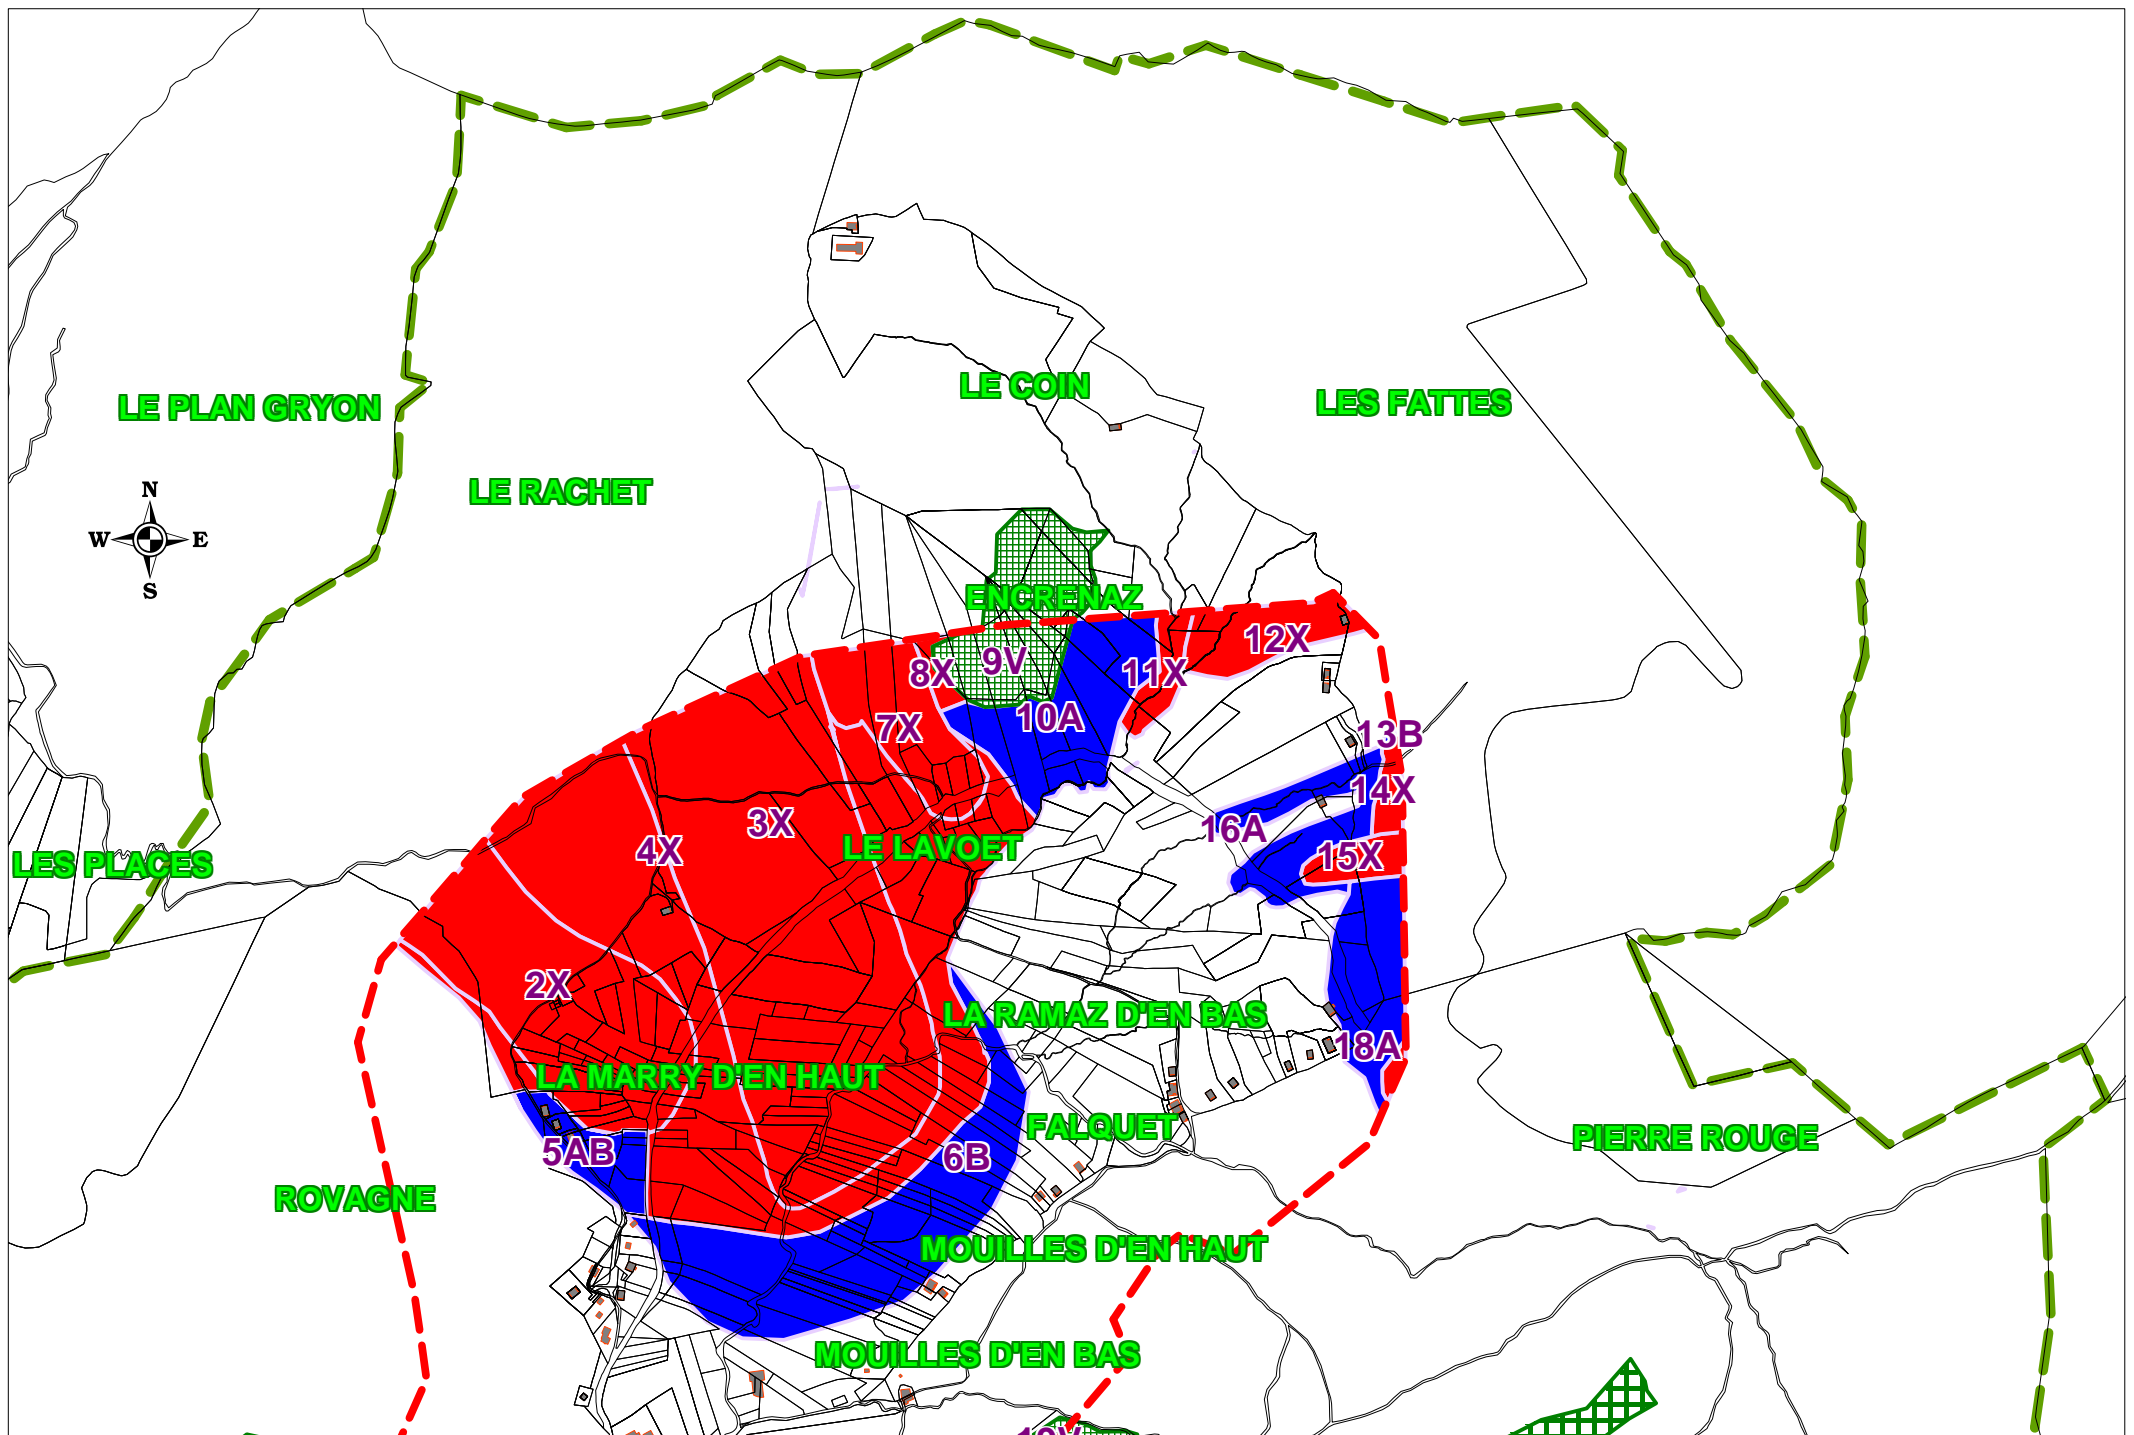 LE COIN
LES FATTES
LE PLAN GRYON
LE RACHET
N
W E
S
ENCRENAZ
12X
9V
8X
11X
10A
7X
13B
14X
3X
16A
LE LAVOET
4X
15X
LES PLACES
2X
LA RAMAZ D'EN BAS
18A
LA MARRY D'EN HAUT
FALQUET
PIERRE ROUGE
5AB
6B
ROVAGNE
MOUILLES D'EN HAUT
MOUILLES D'EN BAS